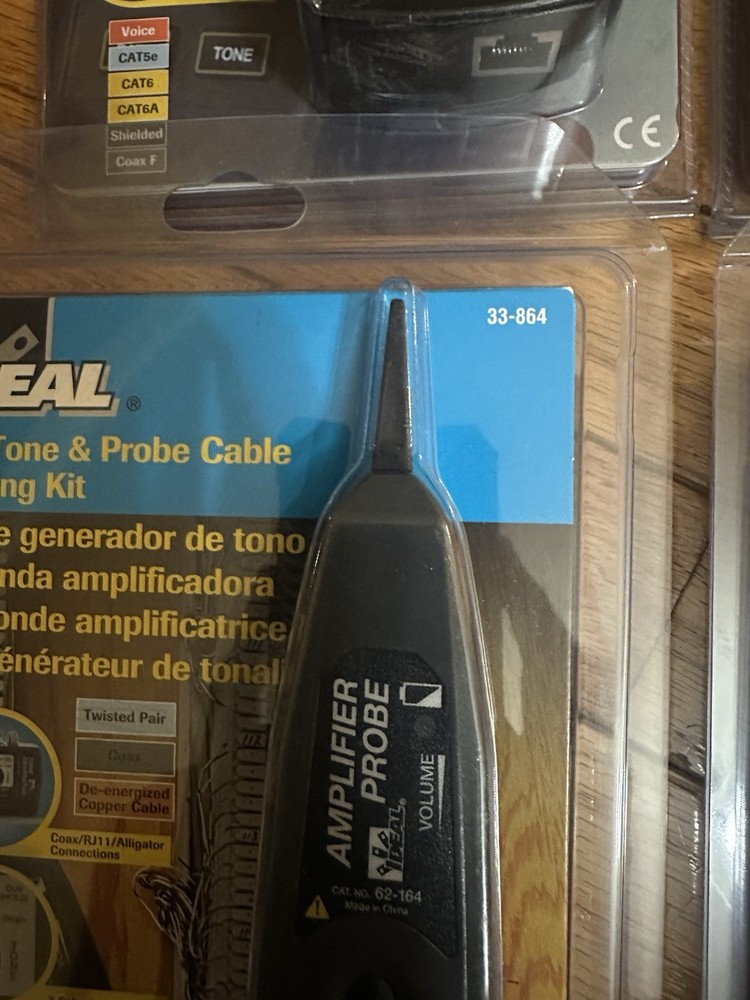 Voice
CAT5e
TONE
CAT6
CAT6A
Shielded
Coax F
CE
33-864
EAL®
Tone & Probe Cable
ng Kit
e generador de tono
nda amplificadora
onde amplificatrice
énérateur de tonali
Twisted Pair
Coax
De-energized
Copper Cable
Coax/RJ11/Alligator
Connections
AMPLIFIER
PROBE
IDEAL®
VOLUME
CAT. NO. 62-164
Made in China